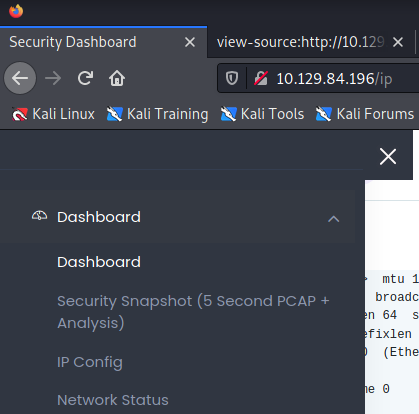 Security Dashboard
view-source:http://10.129
10.129.84.196/ip
Kali Linux Kali Training Kali Tools Kali Forums
Dashboard
Dashboard
Security Snapshot (5 Second PCAP +
Analysis)
IP Config
Network Status
mtu 1
broadc
en 64 s
efixlen
(Ethe
me 0